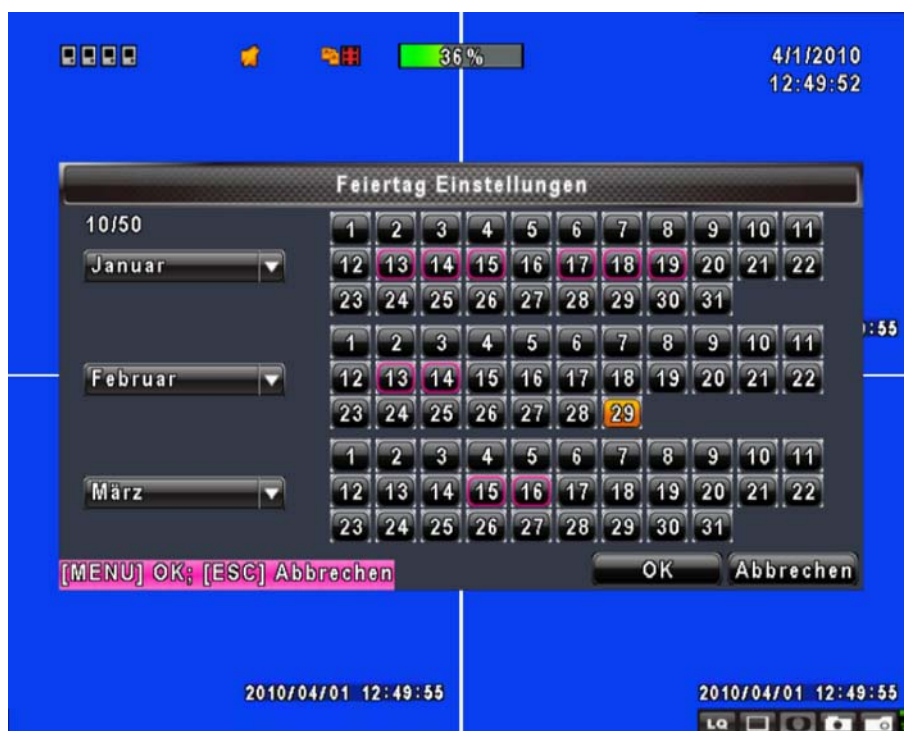 36%
4/1/2010
12:49:52
Feiertag Einstellungen
10/50
Januar
1 2 3 4 5 6 7 8 9 10 11
12 13 14 15 16 17 18 19 20 21 22
23 24 25 26 27 28 29 30 31
:55
Februar
1 2 3 4 5 6 7 8 9 10 11
12 13 14 15 16 17 18 19 20 21 22
23 24 25 26 27 28 29
März
1 2 3 4 5 6 7 8 9 10 11
12 13 14 15 16 17 18 19 20 21 22
23 24 25 26 27 28 29 30 31
[MENU] OK; [ESC] Abbrechen
OK Abbrechen
2010/04/01 12:49:55
2010/04/01 12:49:55
LQ